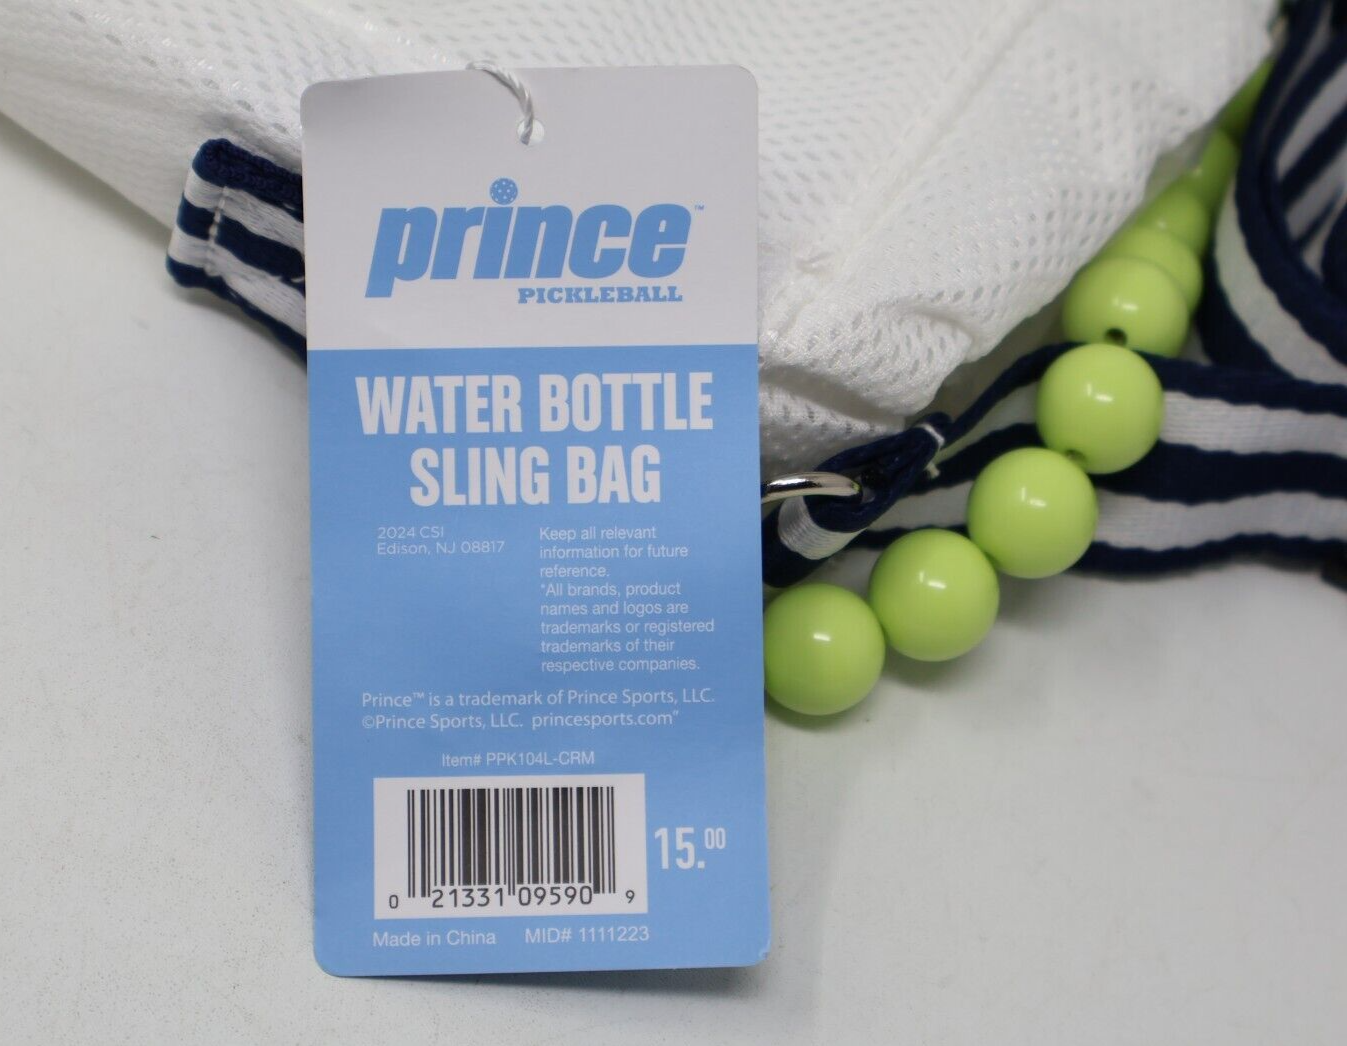 prince™
PICKLEBALL
WATER BOTTLE
SLING BAG
2024 CSI
Edison, NJ 08817
Keep all relevant
information for future
reference.
"All brands, product
names and logos are
trademarks or registered
trademarks of their
respective companies.
Prince™ is a trademark of Prince Sports, LLC.
©Prince Sports, LLC. princesports.com"
Item# PPK104L-CRM
15.00
0 21331 09590 9
Made in China MID# 1111223